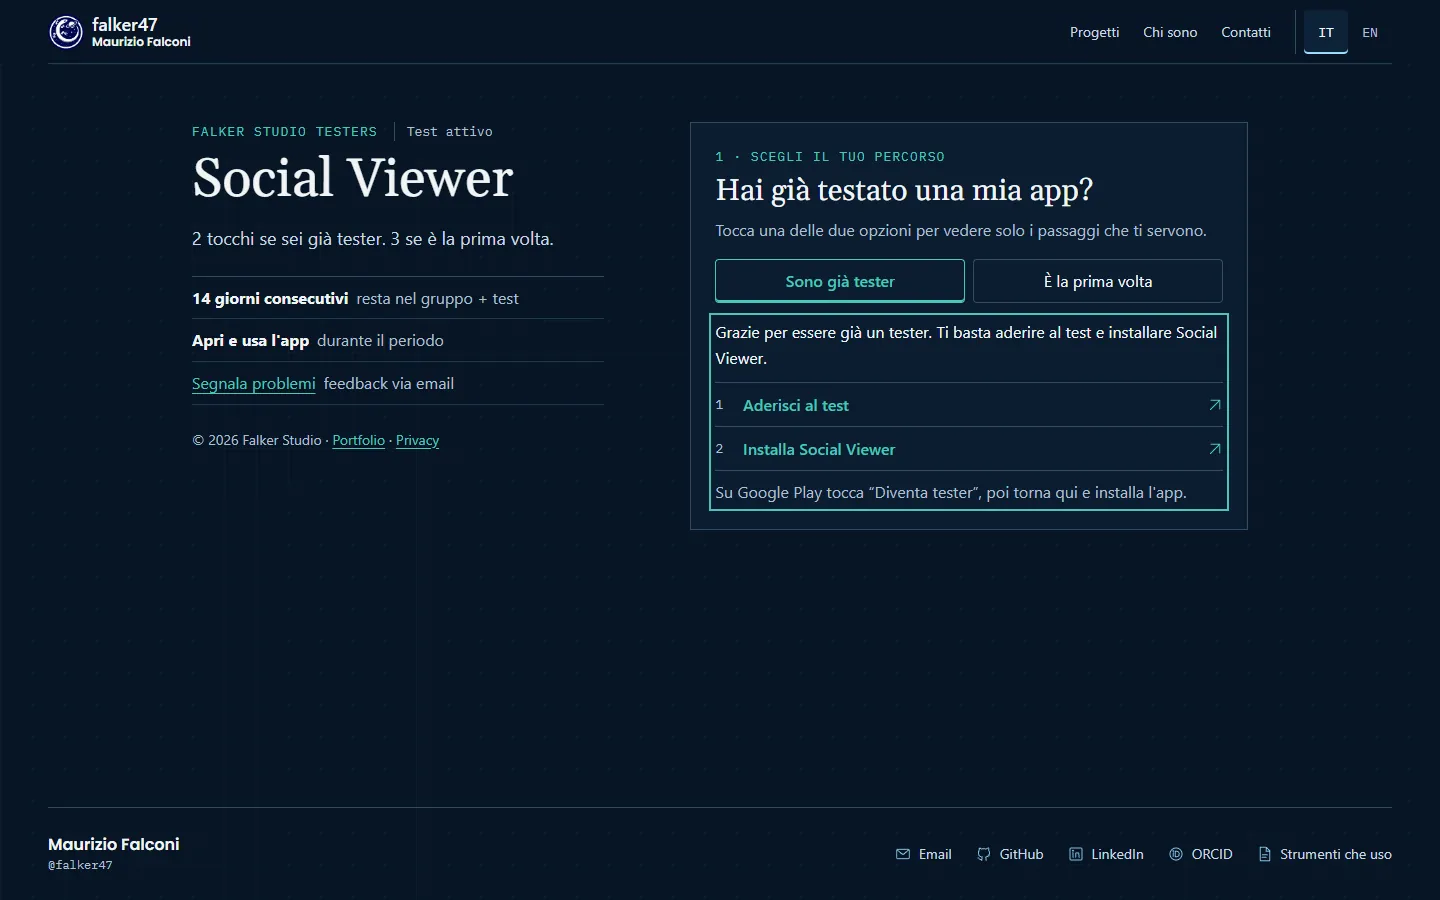 falker47
Maurizio Falconi
Progetti
Chi sono
Contatti
IT
EN
FALKER STUDIO TESTERS
Test attivo
Social Viewer
2 tocchi se sei già tester. 3 se è la prima volta.
14 giorni consecutivi resta nel gruppo + test
Apri e usa l'app durante il periodo
Segnala problemi feedback via email
© 2026 Falker Studio · Portfolio · Privacy
1 · SCEGLI IL TUO PERCORSO
Hai già testato una mia app?
Tocca una delle due opzioni per vedere solo i passaggi che ti servono.
Sono già tester
È la prima volta
Grazie per essere già un tester. Ti basta aderire al test e installare Social
Viewer.
1 Aderisci al test
2 Installa Social Viewer
Su Google Play tocca “Diventa tester”, poi torna qui e installa l'app.
Maurizio Falconi
@falker47
Email
GitHub
LinkedIn
ORCID
Strumenti che uso